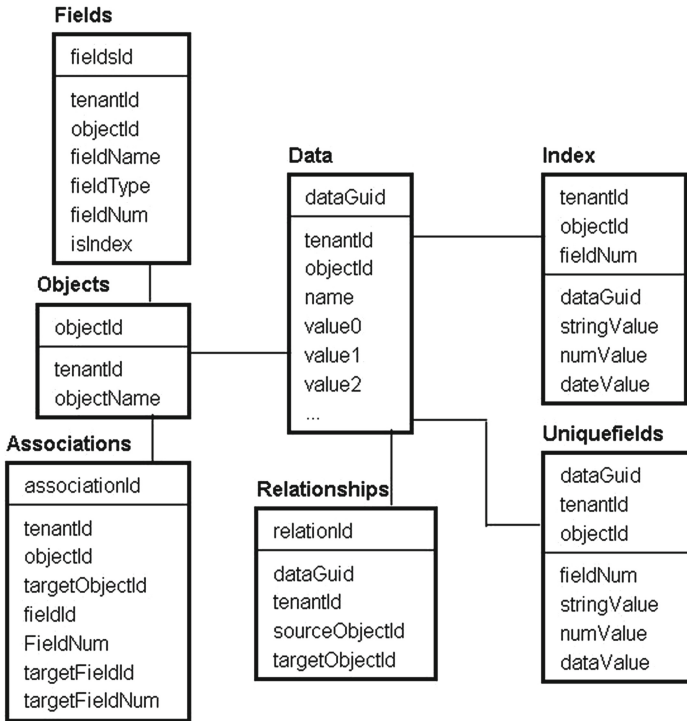 Fields
fieldsId
tenantId
objectId
fieldName
fieldType
fieldNum
isIndex
Objects
objectId
tenantId
objectName
Associations
associationId
tenantId
objectId
targetObjectId
fieldId
FieldNum
targetFieldId
targetFieldNum
Data
dataGuid
tenantId
objectId
name
value0
value1
value2
...
Relationships
relationId
dataGuid
tenantId
sourceObjectId
targetObjectId
Index
tenantId
objectId
fieldNum
dataGuid
stringValue
numValue
dateValue
Uniquefields
dataGuid
tenantId
objectId
fieldNum
stringValue
numValue
dataValue